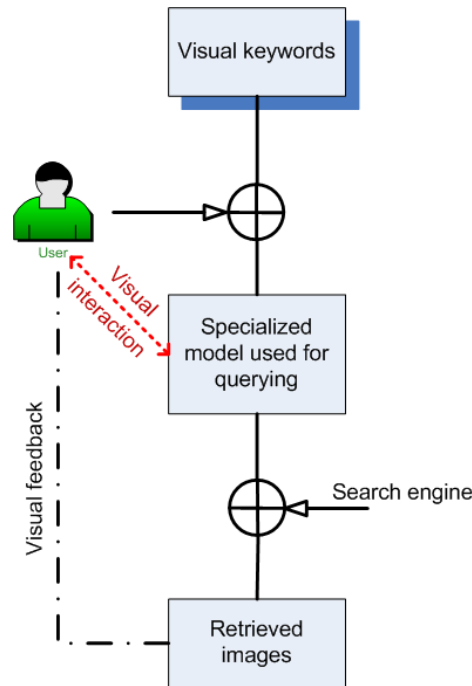 Visual keywords
User
Visual
interaction
Specialized
model used for
querying
Visual feedback
Search engine
Retrieved
images